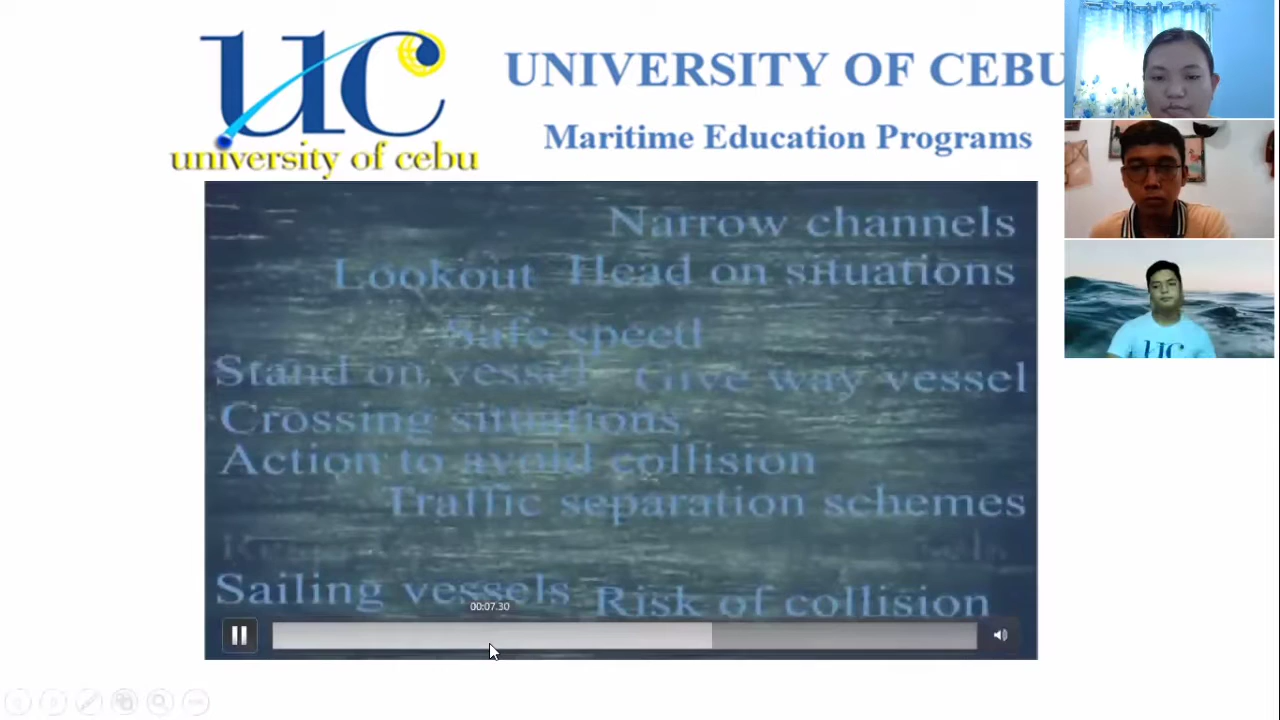 uc
university of cebu
UNIVERSITY OF CEBU
Maritime Education Programs
Narrow channels
Lookout Head on situations
Safe speed
Stand on vessel Give way vessel
Crossing situations
Action to avoid collision
Traffic separation schemes
Sailing vessels Risk of collision
00:07.30
UC